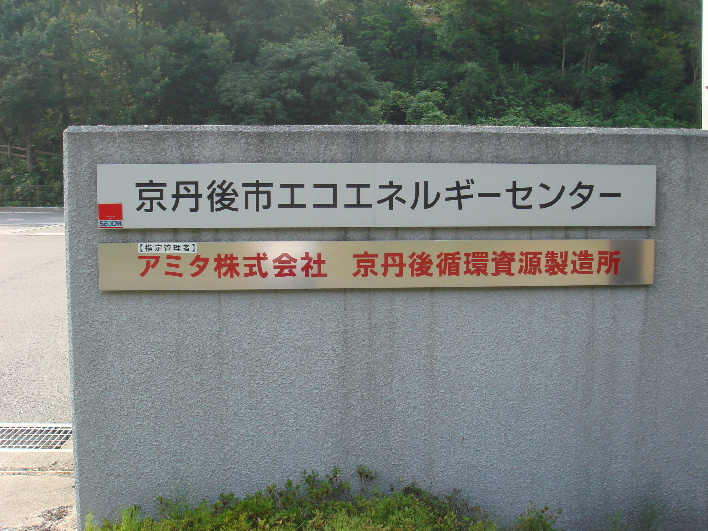 京丹後市エコエネルギーセンター
SECOM
【指定管理者】
アミタ株式会社　京丹後循環資源製造所